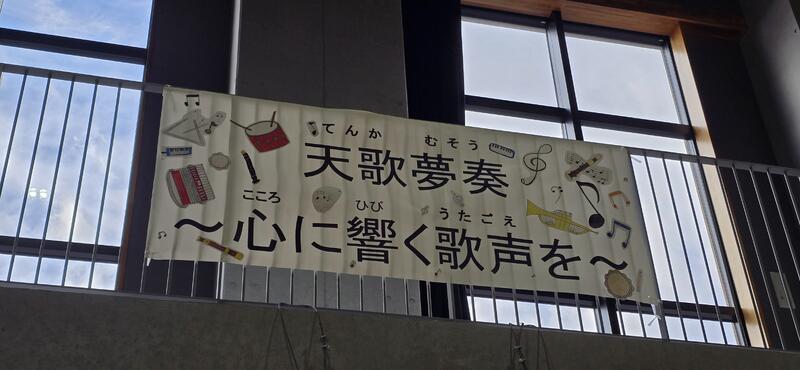 てんか むそう
天歌夢奏
こころ ひび うたごえ
～心に響く歌声を～